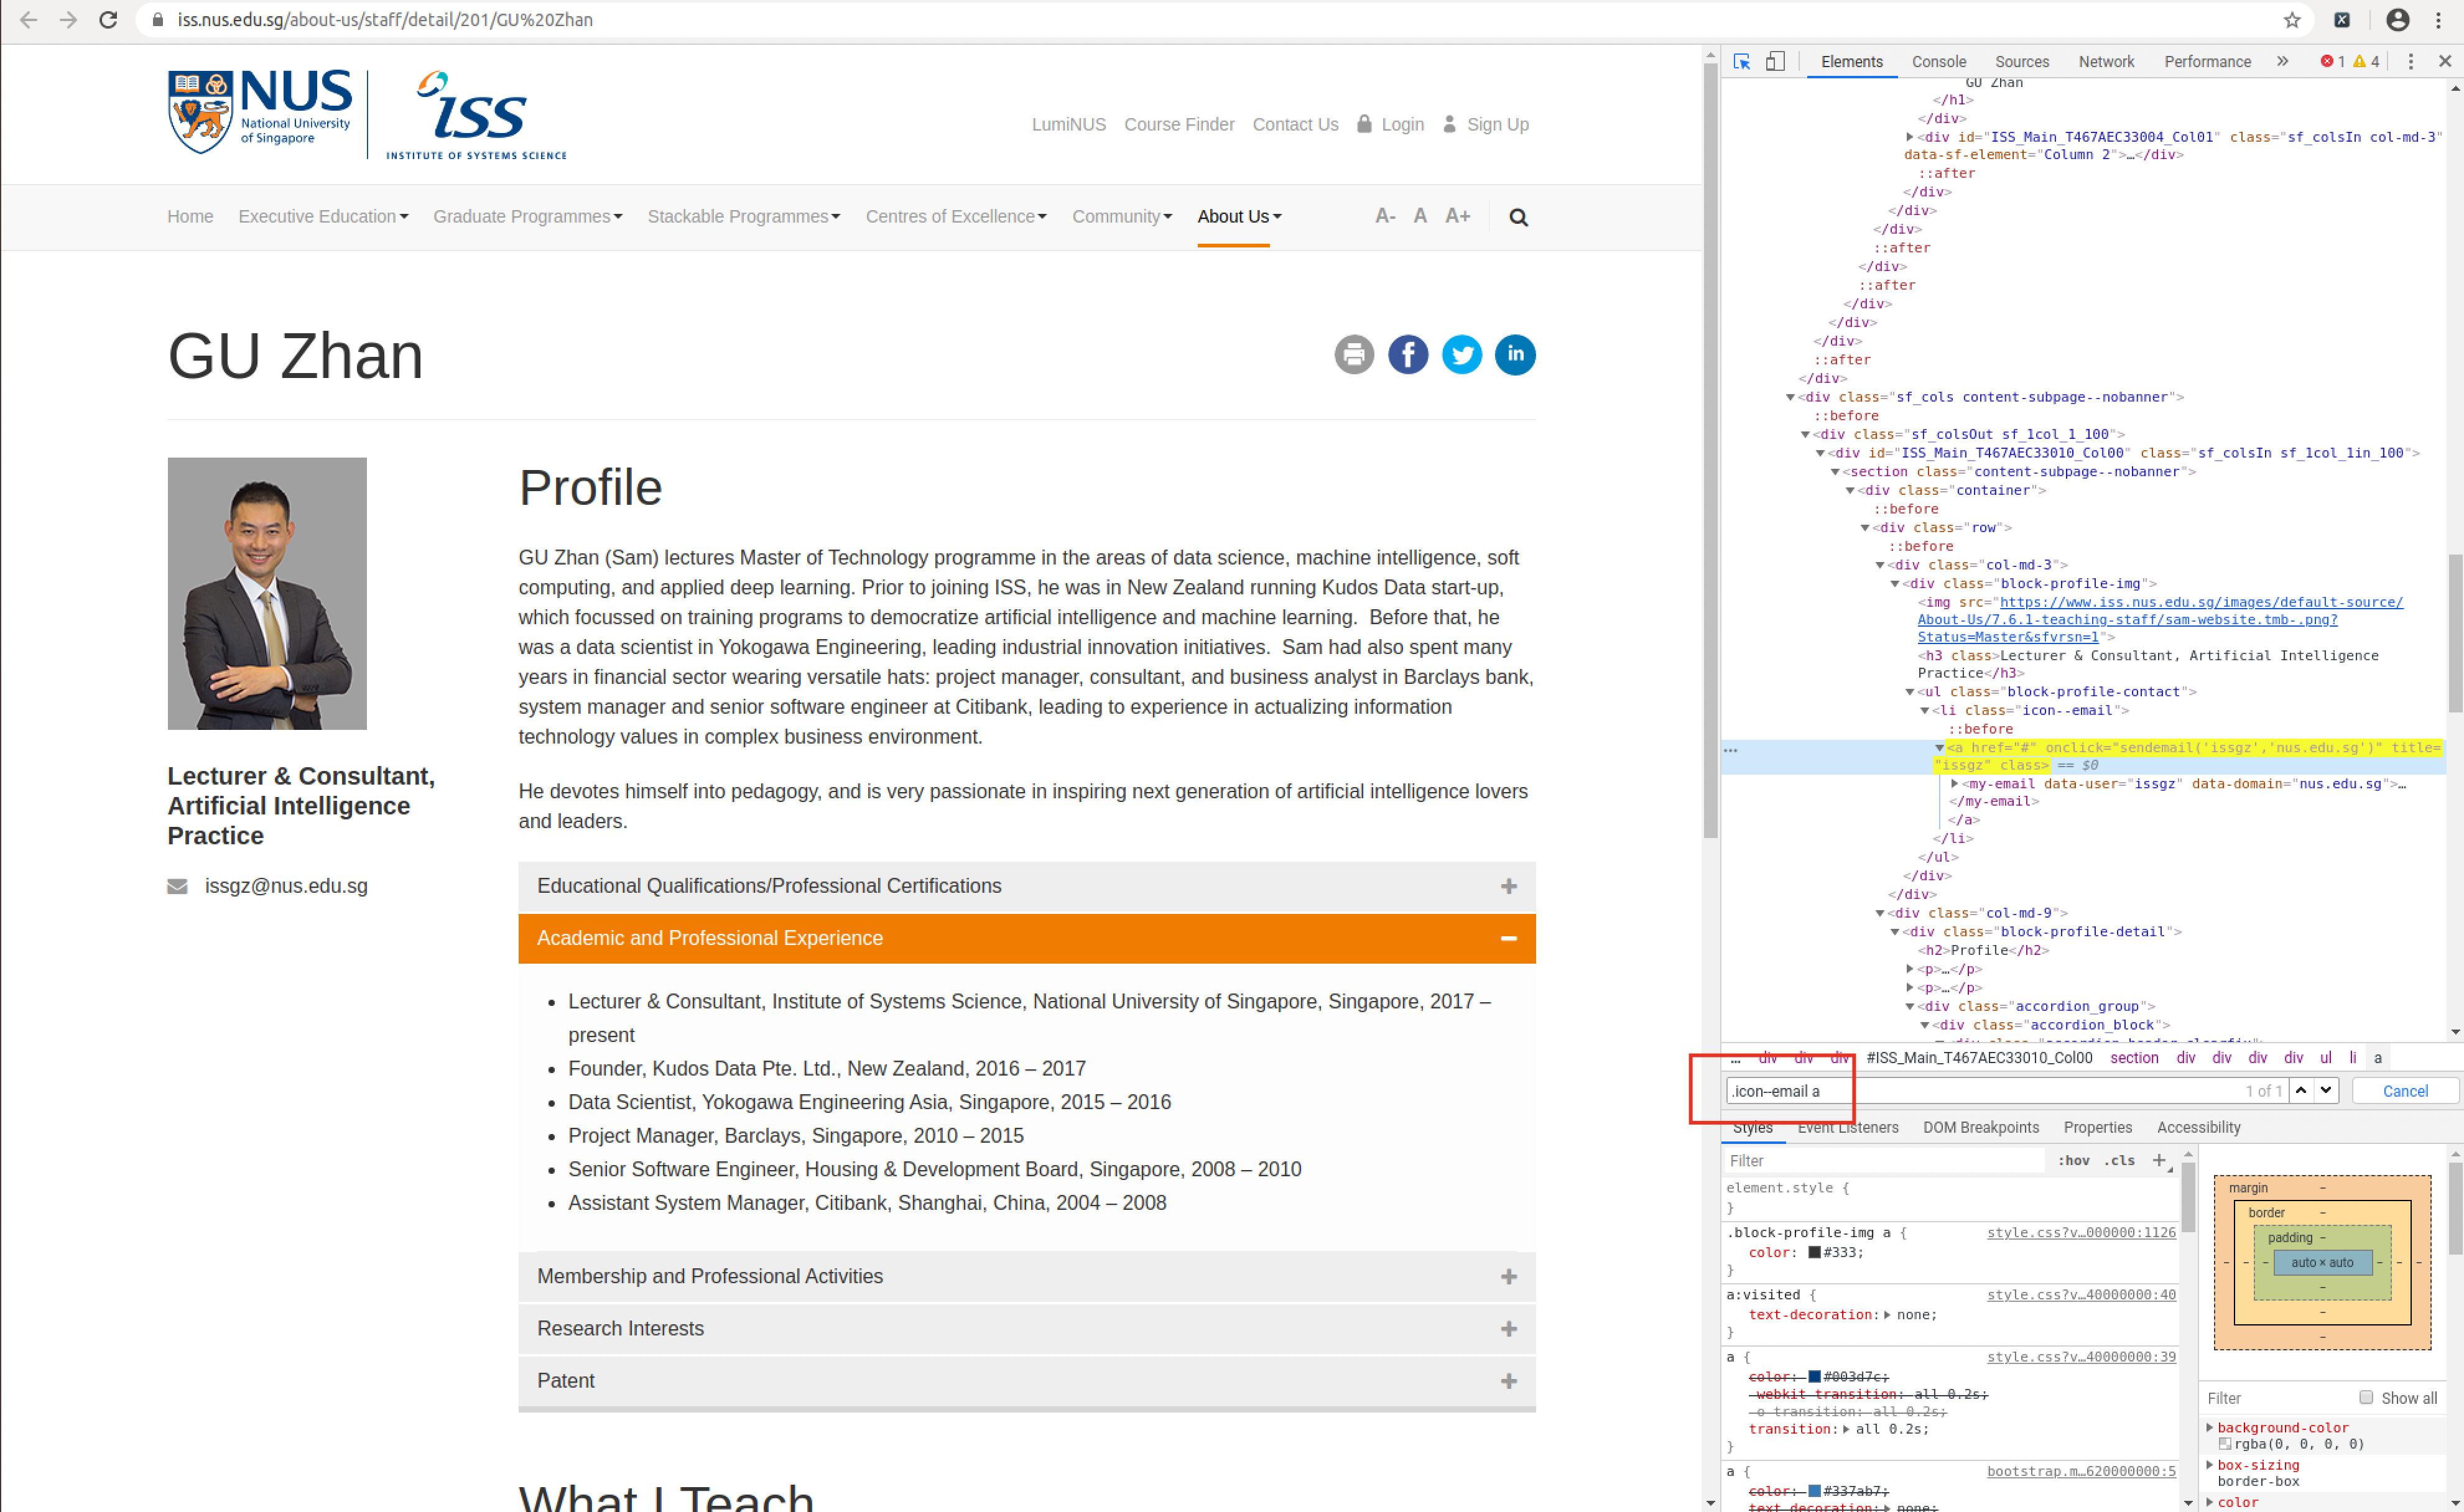 iss.nus.edu.sg/about-us/staff/detail/201/GU%20Zhan
NUS
National University
of Singapore
iss
INSTITUTE OF SYSTEMS SCIENCE
LumiNUS Course Finder Contact Us Login Sign Up
Home Executive Education Graduate Programmes Stackable Programmes Centres of Excellence Community About Us A- A A+
GU Zhan
Profile
GU Zhan (Sam) lectures Master of Technology programme in the areas of data science, machine intelligence, soft
computing, and applied deep learning. Prior to joining ISS, he was in New Zealand running Kudos Data start-up,
which focussed on training programs to democratize artificial intelligence and machine learning.  Before that, he
was a data scientist in Yokogawa Engineering, leading industrial innovation initiatives.  Sam had also spent many
years in financial sector wearing versatile hats: project manager, consultant, and business analyst in Barclays bank,
system manager and senior software engineer at Citibank, leading to experience in actualizing information
technology values in complex business environment.
He devotes himself into pedagogy, and is very passionate in inspiring next generation of artificial intelligence lovers
and leaders.
Lecturer & Consultant,
Artificial Intelligence
Practice
issgz@nus.edu.sg
Educational Qualifications/Professional Certifications
Academic and Professional Experience
• Lecturer & Consultant, Institute of Systems Science, National University of Singapore, Singapore, 2017 –
present
• Founder, Kudos Data Pte. Ltd., New Zealand, 2016 – 2017
• Data Scientist, Yokogawa Engineering Asia, Singapore, 2015 – 2016
• Project Manager, Barclays, Singapore, 2010 – 2015
• Senior Software Engineer, Housing & Development Board, Singapore, 2008 – 2010
• Assistant System Manager, Citibank, Shanghai, China, 2004 – 2008
Membership and Professional Activities
Research Interests
Patent
What I Teach
Elements Console Sources Network Performance » 1 4
GU Zhan
</h1>
</div>
<div id="ISS_Main_T467AEC33004_Col01" class="sf_colsIn col-md-3"
data-sf-element="Column 2">…</div>
::after
</div>
</div>
</div>
::after
</div>
::after
</div>
</div>
</div>
::after
</div>
<div class="sf_cols content-subpage--nobanner">
::before
<div class="sf_colsOut sf_1col_1_100">
<div id="ISS_Main_T467AEC33010_Col00" class="sf_colsIn sf_1col_1in_100">
<section class="content-subpage--nobanner">
<div class="container">
::before
<div class="row">
::before
<div class="col-md-3">
<div class="block-profile-img">
<img src="https://www.iss.nus.edu.sg/images/default-source/
About-Us/7.6.1-teaching-staff/sam-website.tmb-.png?
Status=Master&sfvrsn=1">
<h3 class>Lecturer & Consultant, Artificial Intelligence
Practice</h3>
<ul class="block-profile-contact">
<li class="icon--email">
::before
<a href="#" onclick="sendemail('issgz','nus.edu.sg')" title=
"issgz" class> == $0
<my-email data-user="issgz" data-domain="nus.edu.sg">…
</my-email>
</a>
</li>
</ul>
</div>
</div>
<div class="col-md-9">
<div class="block-profile-detail">
<h2>Profile</h2>
<p>…</p>
<p>…</p>
<div class="accordion_group">
<div class="accordion_block">
<div class="accordion_header clearfix">
… div div div #ISS_Main_T467AEC33010_Col00 section div div div div ul li a
.icon--email a 1 of 1 Cancel
Styles Event Listeners DOM Breakpoints Properties Accessibility
Filter :hov .cls +
element.style {
}
.block-profile-img a { style.css?v…000000:1126
color: #333;
}
a:visited { style.css?v…40000000:40
text-decoration: none;
}
a { style.css?v…40000000:39
color: #003d7c;
-webkit-transition: all 0.2s;
-o-transition: all 0.2s;
transition: all 0.2s;
}
a { bootstrap.m…620000000:5
color: #337ab7;
text-decoration: none;
margin –
border –
padding –
– – – auto × auto – – –
–
–
–
Filter Show all
background-color
rgba(0, 0, 0, 0)
box-sizing
border-box
color